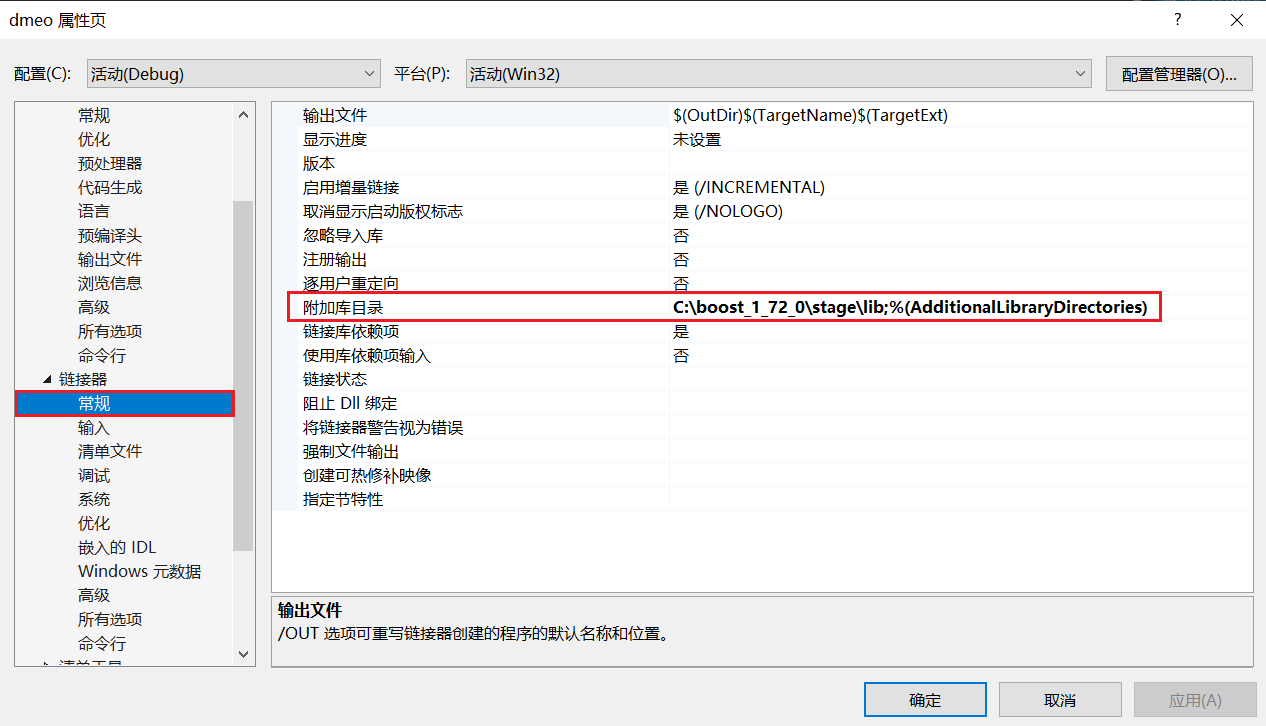 dmeo 属性页
配置(C): 活动(Debug) 平台(P): 活动(Win32) 配置管理器(O)...
常规
优化
预处理器
代码生成
语言
预编译头
输出文件
浏览信息
高级
所有选项
命令行
链接器
常规
输入
清单文件
调试
系统
优化
嵌入的 IDL
Windows 元数据
高级
所有选项
命令行
清单工具
输出文件 $(OutDir)$(TargetName)$(TargetExt)
显示进度 未设置
版本
启用增量链接 是 (/INCREMENTAL)
取消显示启动版权标志 是 (/NOLOGO)
忽略导入库 否
注册输出 否
逐用户重定向 否
附加库目录 C:\boost_1_72_0\stage\lib;%(AdditionalLibraryDirectories)
链接库依赖项 是
使用库依赖项输入 否
链接状态
阻止 Dll 绑定
将链接器警告视为错误
强制文件输出
创建可热修补映像
指定节特性
输出文件
/OUT 选项可重写链接器创建的程序的默认名称和位置。
确定 取消 应用(A)